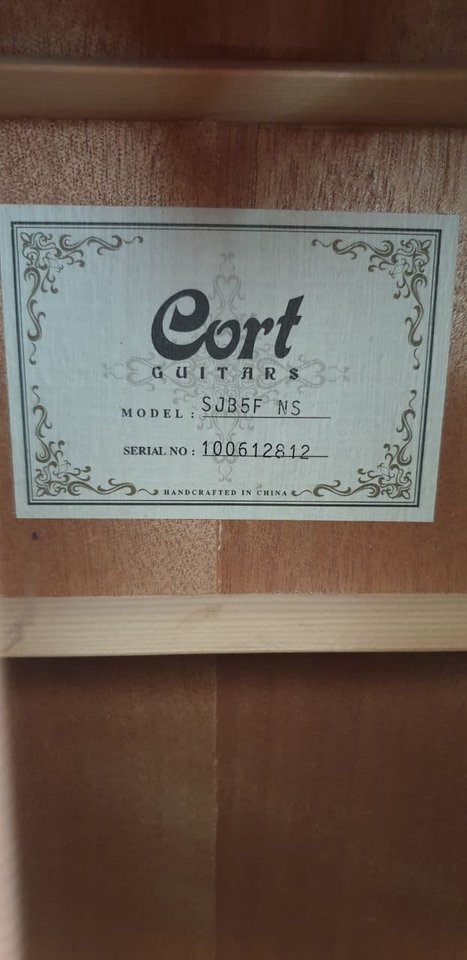 Cort
GUITARS
MODEL: SJB5F NS
SERIAL NO: 100612812
HANDCRAFTED IN CHINA